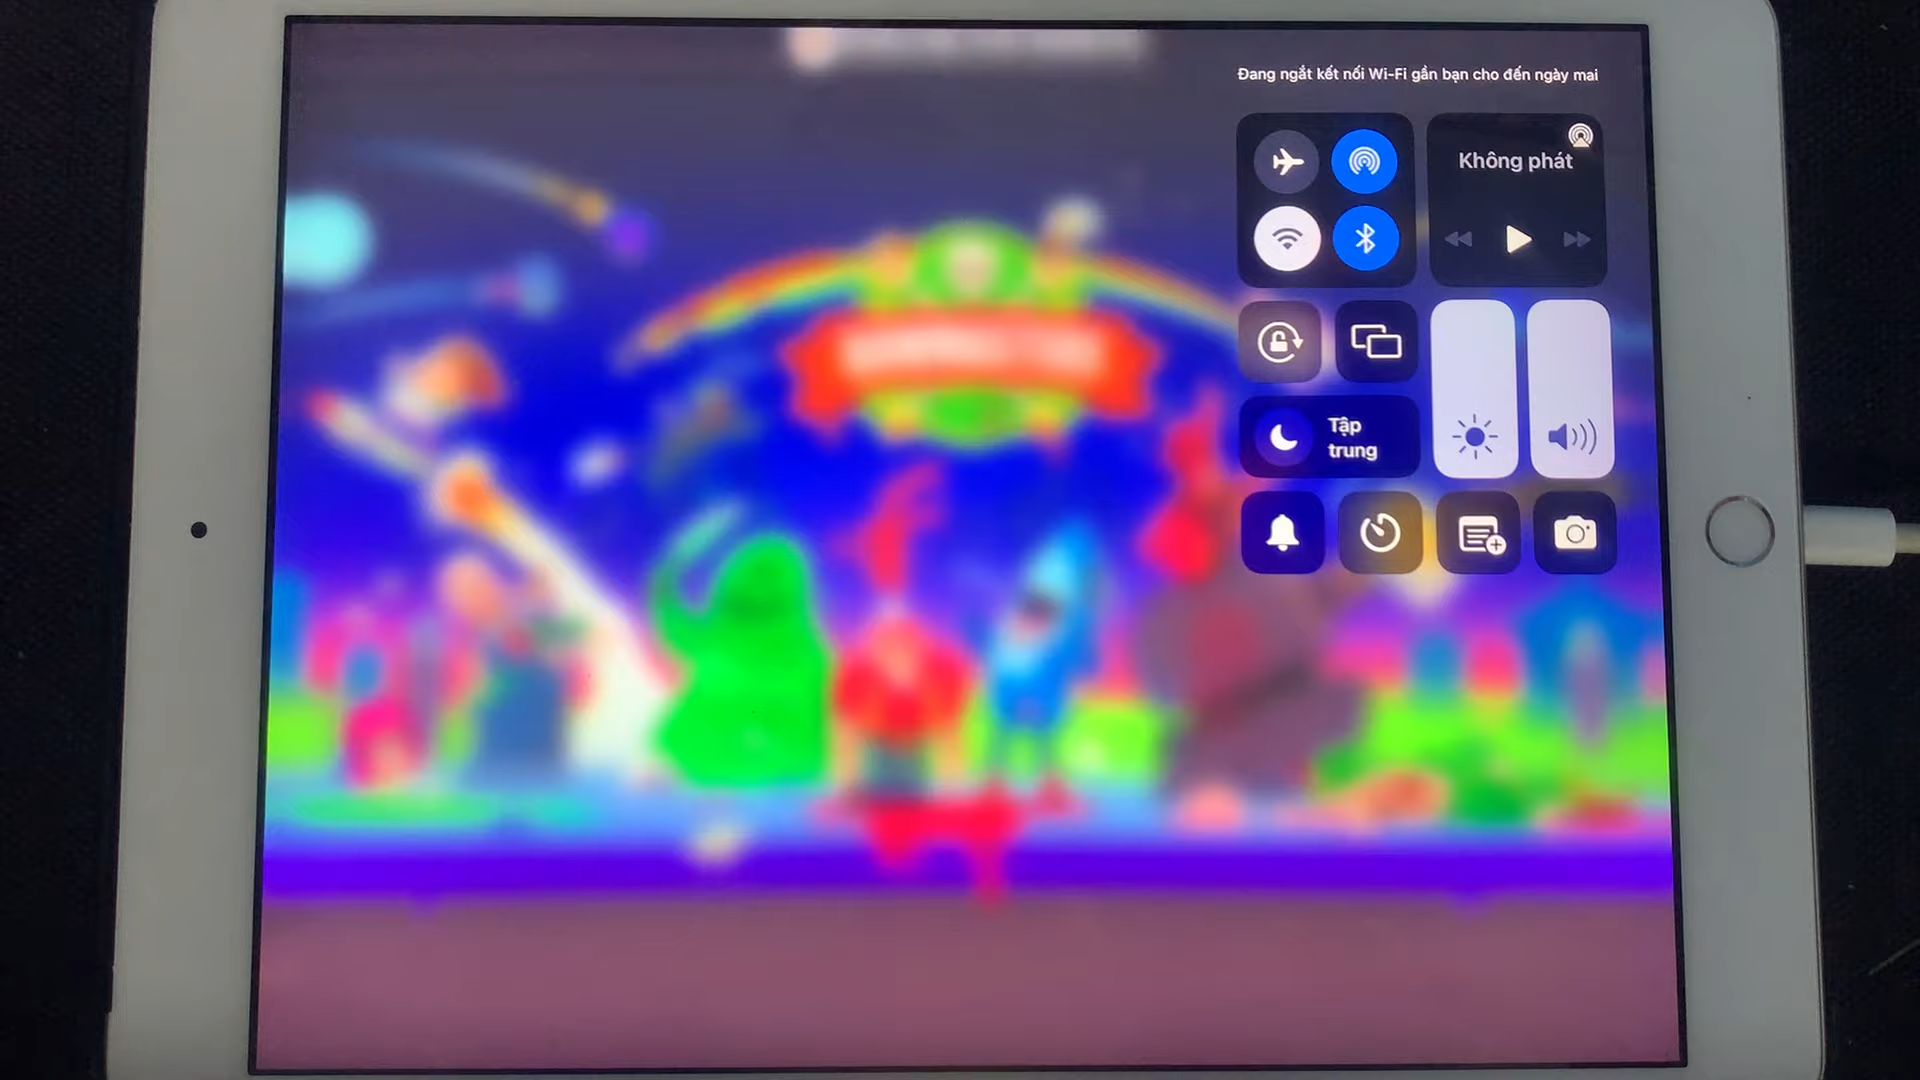 Đang ngắt kết nối Wi-Fi gần bạn cho đến ngày mai
Không phát
Tập
trung